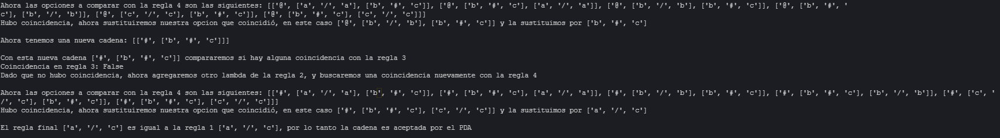 Ahora las opciones a comparar con la regla 4 son las siguientes: [['@', ['a', '/', 'a'], ['b', '#', 'c']], ['@', ['b', '#', 'c'], ['a', '/', 'a']], ['@', ['b', '/', 'b'], ['b', '#', 'c']], ['@', ['b', '#', '
c'], ['b', '/', 'b']], ['@', ['c', '/', 'c'], ['b', '#', 'c']], ['@', ['b', '#', 'c'], ['c', '/', 'c']]]
Hubo coincidencia, ahora sustituiremos nuestra opcion que coincidió, en este caso ['@', ['b', '/', 'b'], ['b', '#', 'c']] y la sustituimos por ['b', '#', 'c']
Ahora tenemos una nueva cadena: [['#', ['b', '#', 'c']]]
Con esta nueva cadena ['#', ['b', '#', 'c']] compararemos si hay alguna coincidencia con la regla 3
Coincidencia en regla 3: False
Dado que no hubo coincidencia, ahora agregaremos otro lambda de la regla 2, y buscaremos una coincidencia nuevamente con la regla 4
Ahora las opciones a comparar con la regla 4 son las siguientes: [['#', ['a', '/', 'a'], ['b', '#', 'c']], ['#', ['b', '#', 'c'], ['a', '/', 'a']], ['#', ['b', '/', 'b'], ['b', '#', 'c']], ['#', ['b', '#', 'c'], ['b', '/', 'b']], ['#', ['c', '
/', 'c'], ['b', '#', 'c']], ['#', ['b', '#', 'c'], ['c', '/', 'c']]]
Hubo coincidencia, ahora sustituiremos nuestra opcion que coincidió, en este caso ['#', ['b', '#', 'c'], ['c', '/', 'c']] y la sustituimos por ['a', '/', 'c']
El regla final ['a', '/', 'c'] es igual a la regla 1 ['a', '/', 'c'], por lo tanto la cadena es aceptada por el PDA